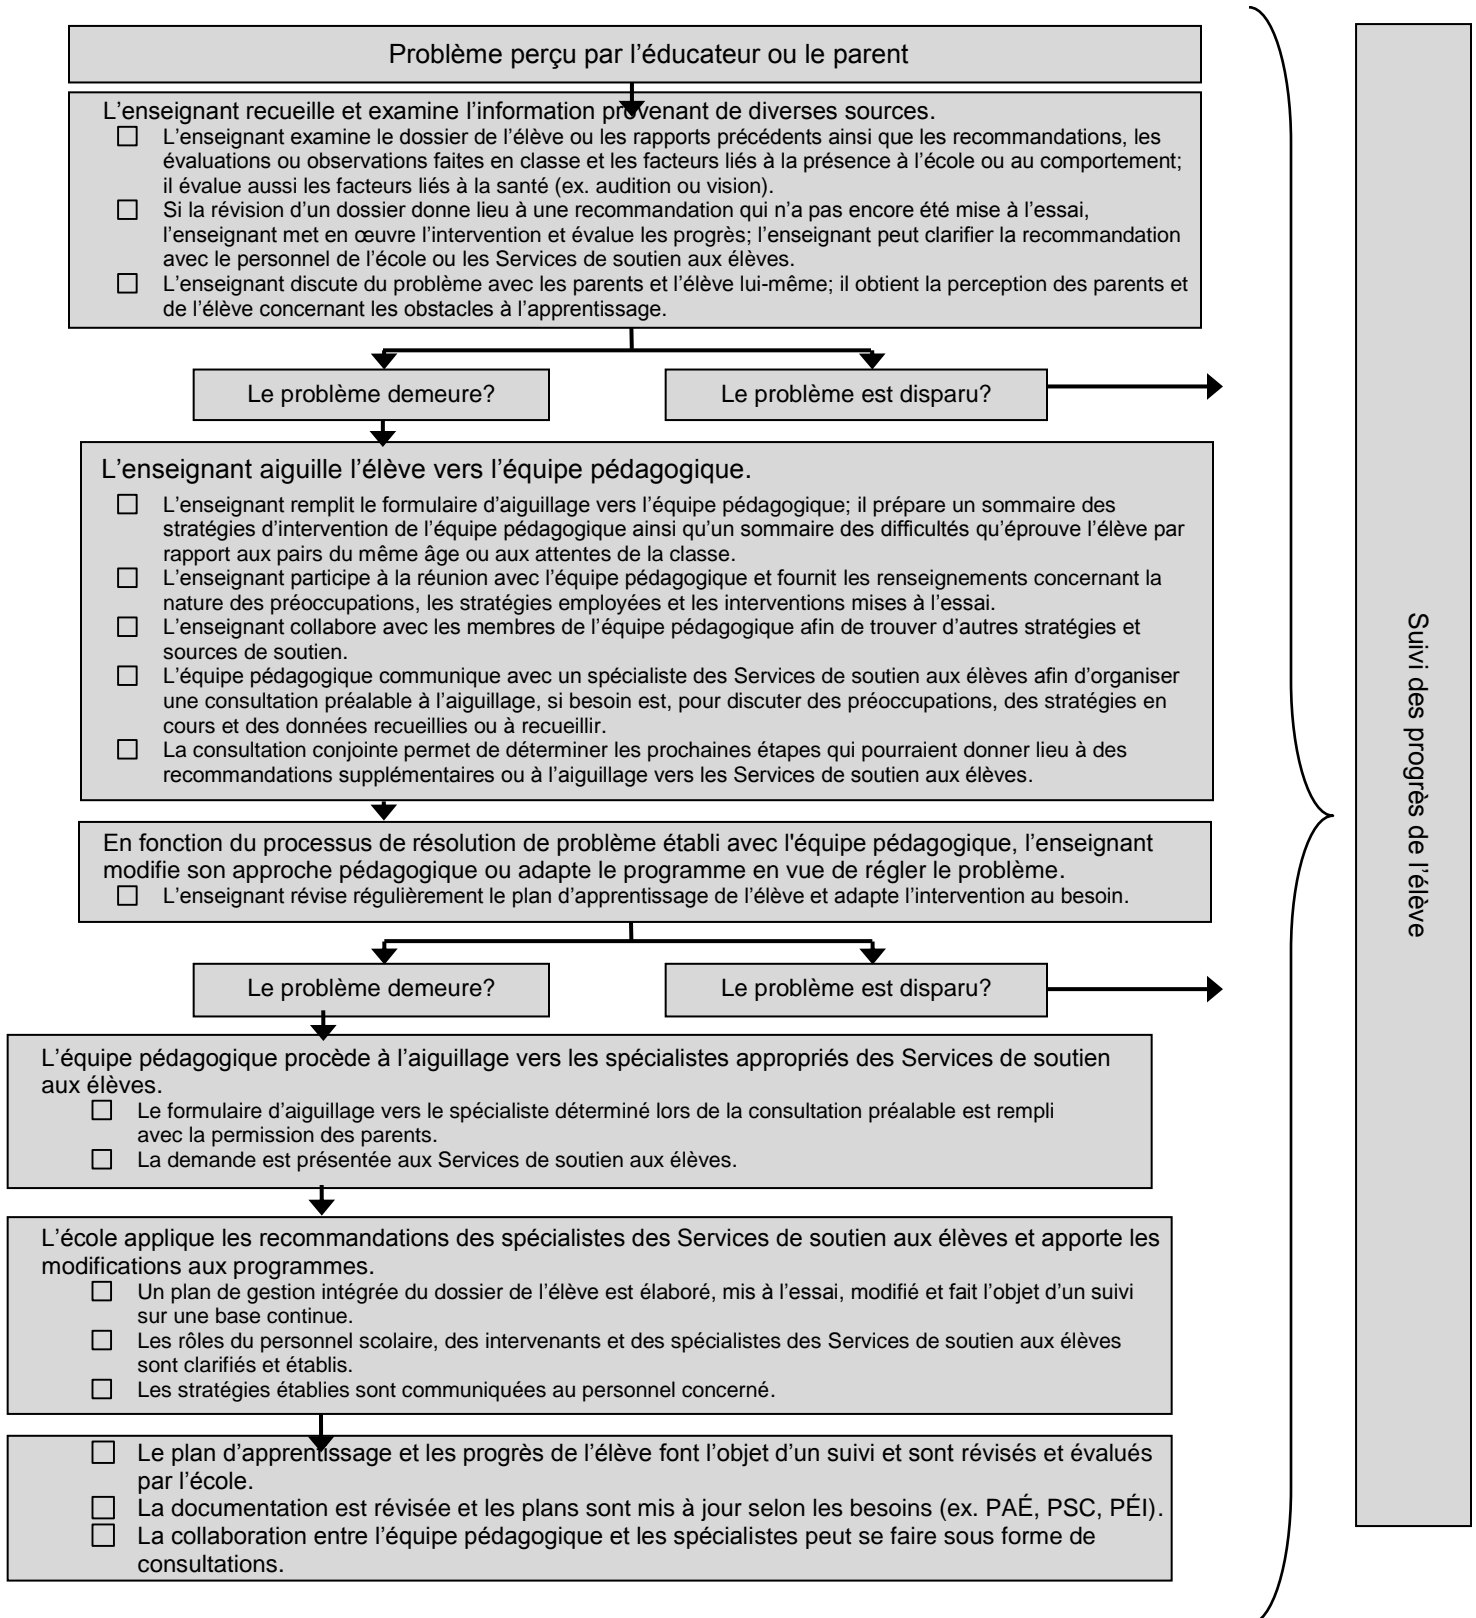 Problème perçu par l’éducateur ou le parent
L’enseignant recueille et examine l’information provenant de diverses sources.
L’enseignant examine le dossier de l’élève ou les rapports précédents ainsi que les recommandations, les
évaluations ou observations faites en classe et les facteurs liés à la présence à l’école ou au comportement;
il évalue aussi les facteurs liés à la santé (ex. audition ou vision).
Si la révision d’un dossier donne lieu à une recommandation qui n’a pas encore été mise à l’essai,
l’enseignant met en œuvre l’intervention et évalue les progrès; l’enseignant peut clarifier la recommandation
avec le personnel de l’école ou les Services de soutien aux élèves.
L’enseignant discute du problème avec les parents et l’élève lui-même; il obtient la perception des parents et
de l’élève concernant les obstacles à l’apprentissage.
Le problème demeure?
Le problème est disparu?
L’enseignant aiguille l’élève vers l’équipe pédagogique.
L’enseignant remplit le formulaire d’aiguillage vers l’équipe pédagogique; il prépare un sommaire des
stratégies d’intervention de l’équipe pédagogique ainsi qu’un sommaire des difficultés qu’éprouve l’élève par
rapport aux pairs du même âge ou aux attentes de la classe.
L’enseignant participe à la réunion avec l’équipe pédagogique et fournit les renseignements concernant la
nature des préoccupations, les stratégies employées et les interventions mises à l’essai.
L’enseignant collabore avec les membres de l’équipe pédagogique afin de trouver d’autres stratégies et
sources de soutien.
L’équipe pédagogique communique avec un spécialiste des Services de soutien aux élèves afin d’organiser
une consultation préalable à l’aiguillage, si besoin est, pour discuter des préoccupations, des stratégies en
cours et des données recueillies ou à recueillir.
La consultation conjointe permet de déterminer les prochaines étapes qui pourraient donner lieu à des
recommandations supplémentaires ou à l’aiguillage vers les Services de soutien aux élèves.
En fonction du processus de résolution de problème établi avec l'équipe pédagogique, l’enseignant
modifie son approche pédagogique ou adapte le programme en vue de régler le problème.
L’enseignant révise régulièrement le plan d’apprentissage de l’élève et adapte l’intervention au besoin.
Le problème demeure?
Le problème est disparu?
L’équipe pédagogique procède à l’aiguillage vers les spécialistes appropriés des Services de soutien
aux élèves.
Le formulaire d’aiguillage vers le spécialiste déterminé lors de la consultation préalable est rempli
avec la permission des parents.
La demande est présentée aux Services de soutien aux élèves.
L’école applique les recommandations des spécialistes des Services de soutien aux élèves et apporte les
modifications aux programmes.
Un plan de gestion intégrée du dossier de l’élève est élaboré, mis à l’essai, modifié et fait l’objet d’un suivi
sur une base continue.
Les rôles du personnel scolaire, des intervenants et des spécialistes des Services de soutien aux élèves
sont clarifiés et établis.
Les stratégies établies sont communiquées au personnel concerné.
Le plan d’apprentissage et les progrès de l’élève font l’objet d’un suivi et sont révisés et évalués
par l’école.
La documentation est révisée et les plans sont mis à jour selon les besoins (ex. PAÉ, PSC, PÉI).
La collaboration entre l’équipe pédagogique et les spécialistes peut se faire sous forme de
consultations.
Suivi des progrès de l’élève